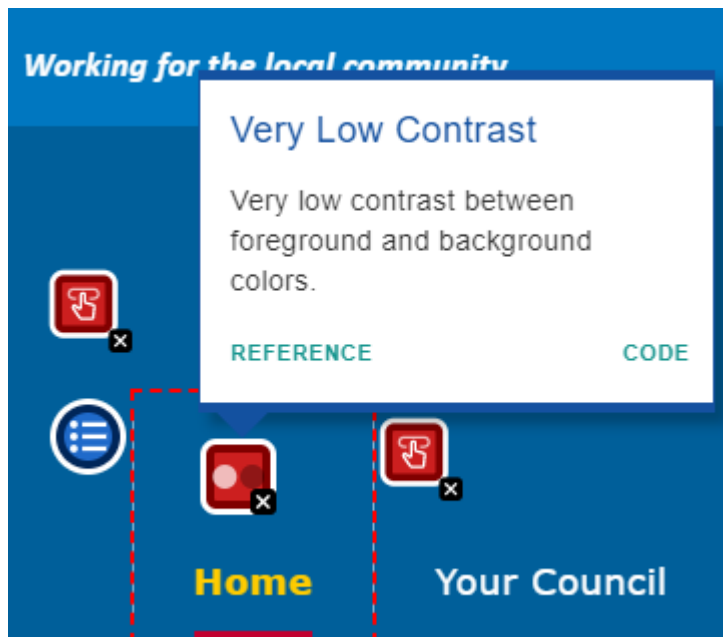 Working for the local community
Very Low Contrast
Very low contrast between
foreground and background
colors.
REFERENCE CODE
Home Your Council